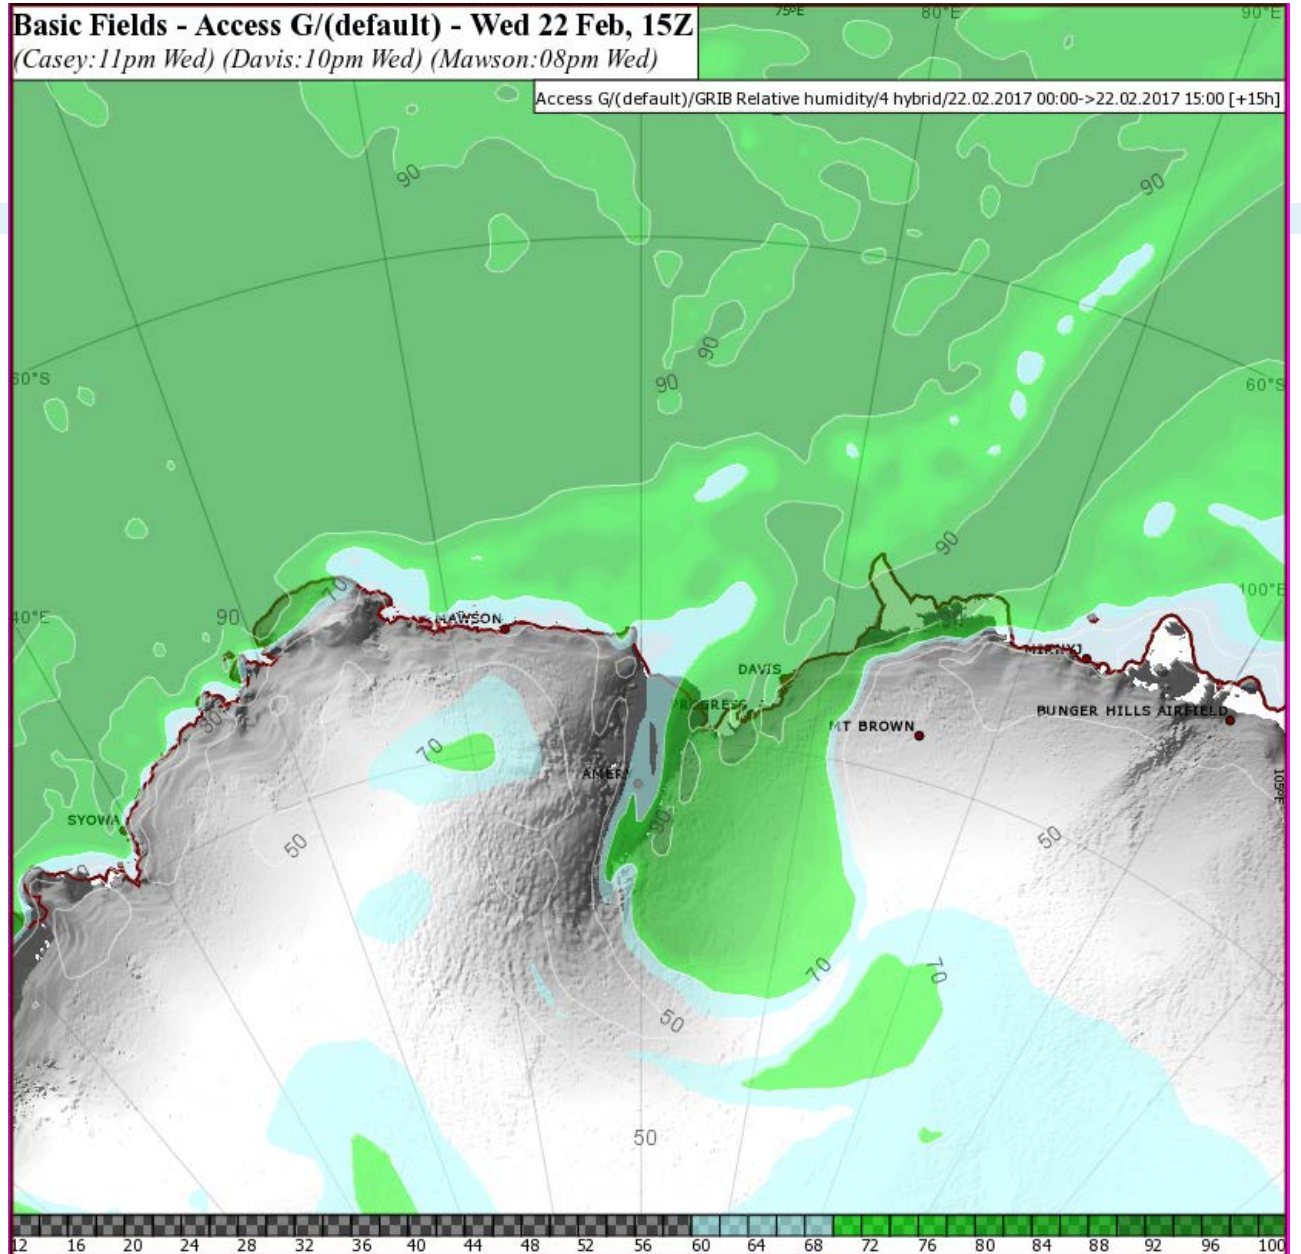 Basic Fields - Access G/(default) - Wed 22 Feb, 15Z
(Casey:11pm Wed) (Davis:10pm Wed) (Mawson:08pm Wed)
75°E 80°E 90°E
Access G/(default)/GRIB Relative humidity/4 hybrid/22.02.2017 00:00->22.02.2017 15:00 [+15h]
90
90
90
90
60°S
60°S
90
70
100°E
40°E
90
MAWSON
90
MIRNYJ
DAVIS
PROGRESS
BUNGER HILLS AIRFIELD
MT BROWN
70
AMERY
105°E
SYOWA
90
50
50
70
70
50
50
12 16 20 24 28 32 36 40 44 48 52 56 60 64 68 72 76 80 84 88 92 96 100